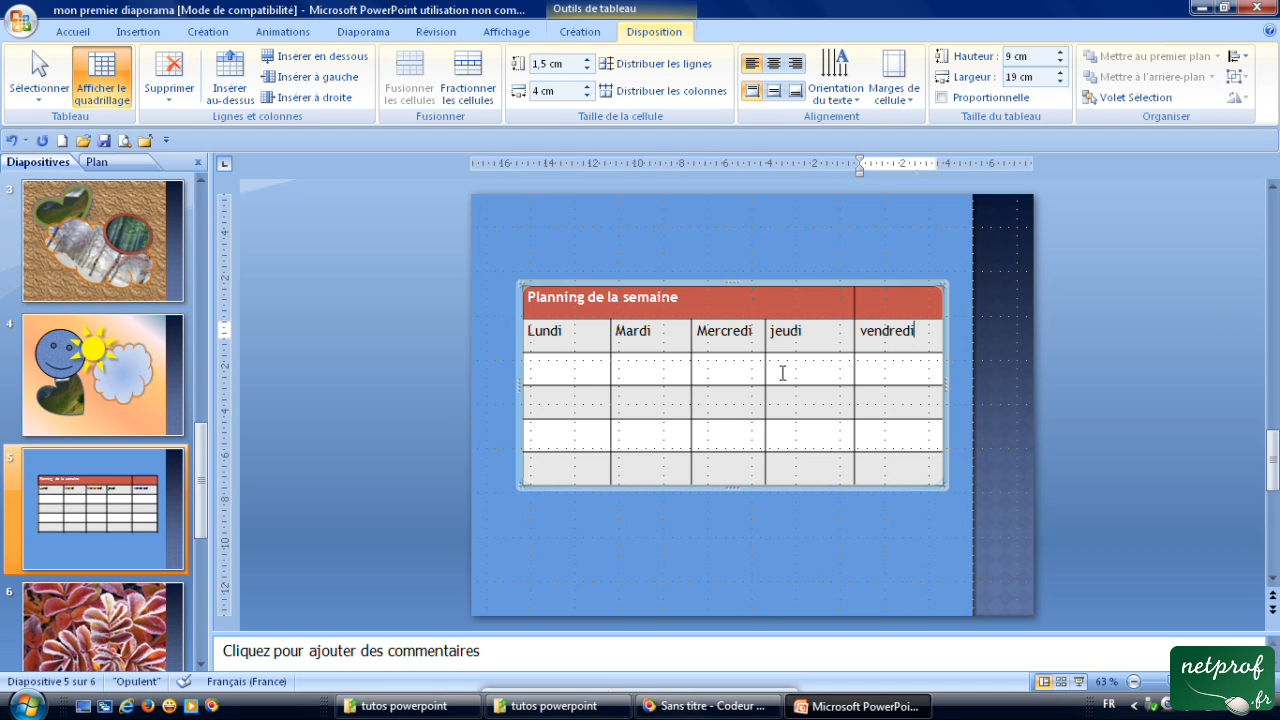 mon premier diaporama [Mode de compatibilité] - Microsoft PowerPoint utilisation non com...
Outils de tableau
Accueil Insertion Création Animations Diaporama Révision Affichage Création Disposition
Sélectionner
Afficher le quadrillage
Tableau
Supprimer
Insérer au-dessus
Insérer en dessous
Insérer à gauche
Insérer à droite
Lignes et colonnes
Fusionner les cellules
Fractionner les cellules
Fusionner
1,5 cm
Distribuer les lignes
4 cm
Distribuer les colonnes
Taille de la cellule
Orientation du texte
Marges de cellule
Alignement
Hauteur : 9 cm
Largeur : 19 cm
Proportionnelle
Taille du tableau
Mettre au premier plan
Mettre à l'arrière-plan
Volet Sélection
Organiser
Diapositives Plan
3
4
5
6
Planning de la semaine
Lundi Mardi Mercredi jeudi vendredi
Cliquez pour ajouter des commentaires
Diapositive 5 sur 6 "Opulent" Français (France) 63 %
tutos powerpoint
tutos powerpoint
Sans titre - Codeur ...
Microsoft PowerPoi...
FR
netprof
.fr